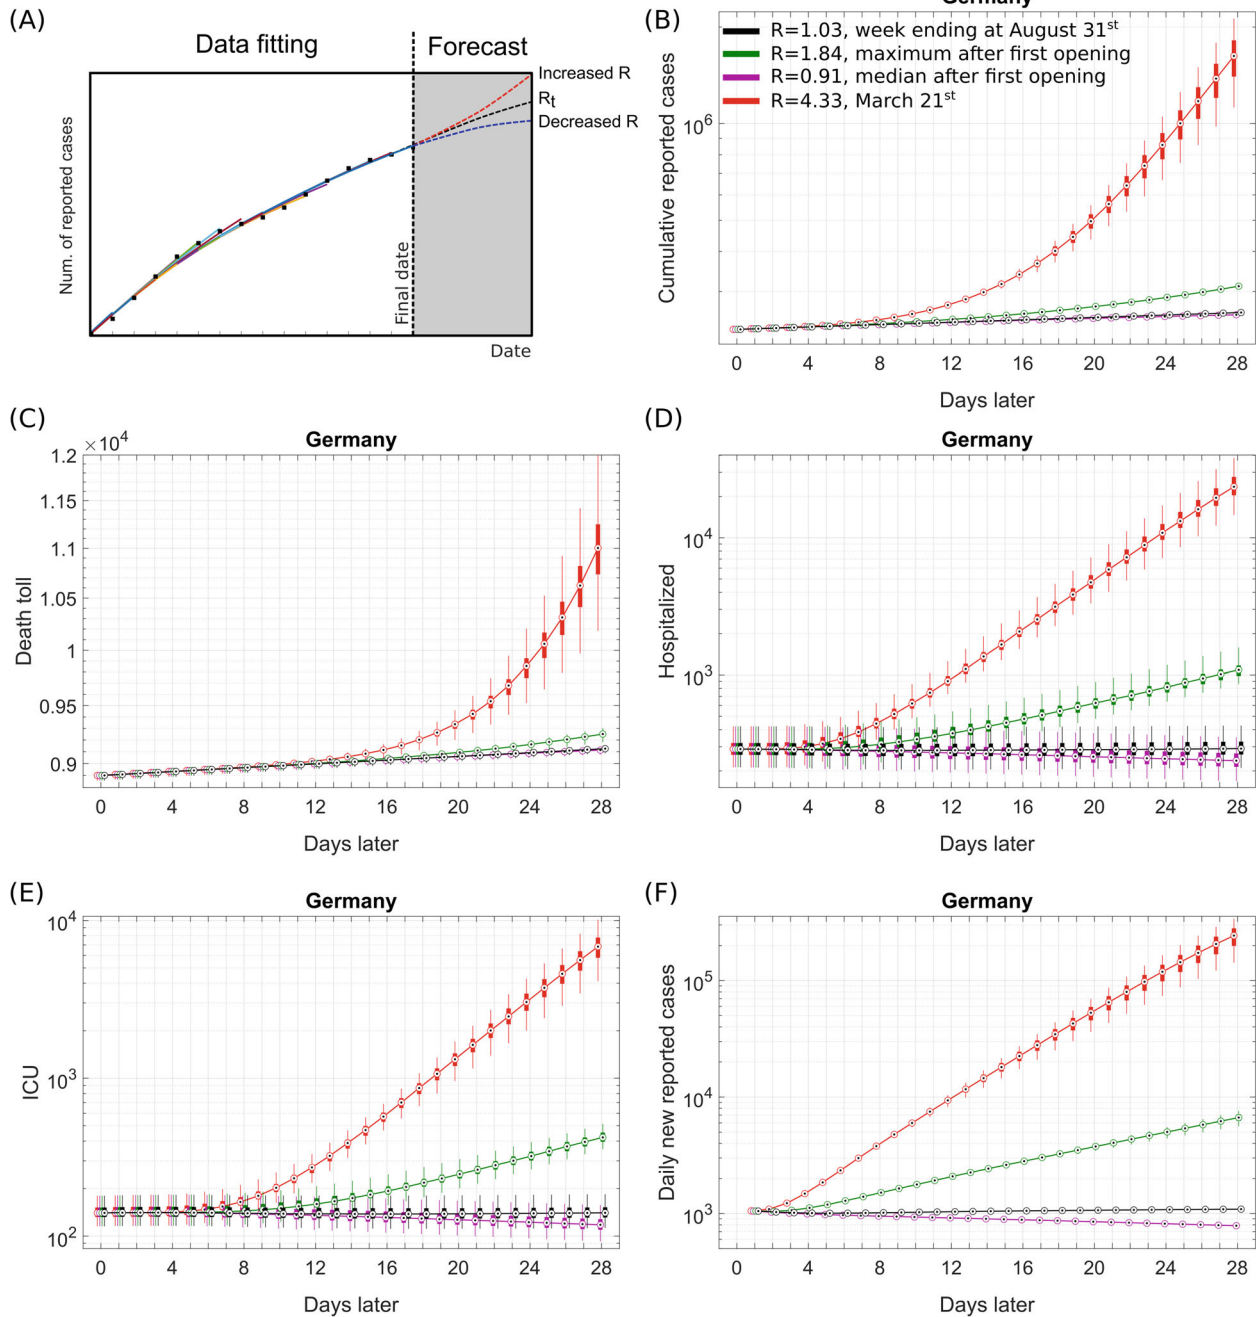 (A)
Data fitting
Forecast
Increased R
Rt
Decreased R
Num. of reported cases
Final date
Date
Germany
(B)
R=1.03, week ending at August 31st
R=1.84, maximum after first opening
R=0.91, median after first opening
R=4.33, March 21st
Cumulative reported cases
10^6
0 4 8 12 16 20 24 28
Days later
(C)
Germany
×10^4
Death toll
1.2
1.15
1.1
1.05
1
0.95
0.9
0 4 8 12 16 20 24 28
Days later
(D)
Germany
Hospitalized
10^4
10^3
0 4 8 12 16 20 24 28
Days later
(E)
Germany
ICU
10^4
10^3
10^2
0 4 8 12 16 20 24 28
Days later
(F)
Germany
Daily new reported cases
10^5
10^4
10^3
0 4 8 12 16 20 24 28
Days later